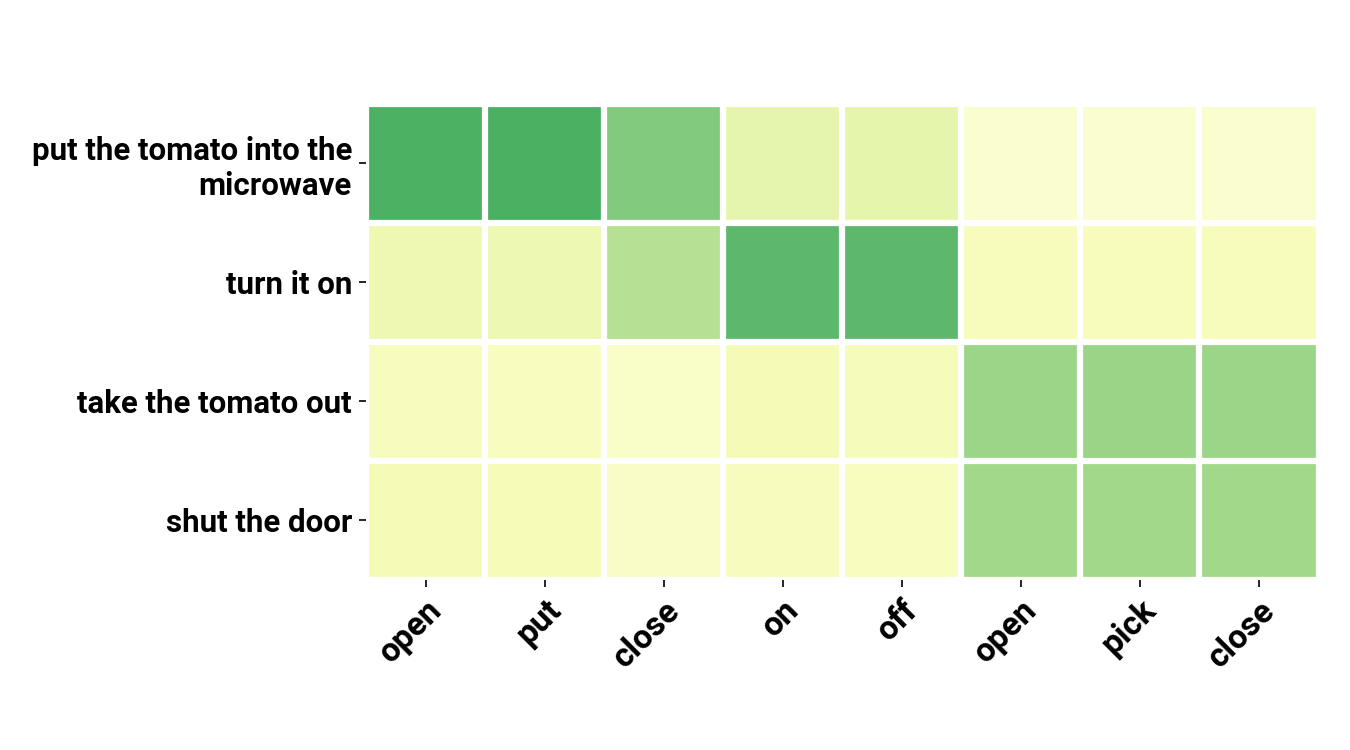 put the tomato into the
microwave
turn it on
take the tomato out
shut the door
open
put
close
on
off
open
pick
close